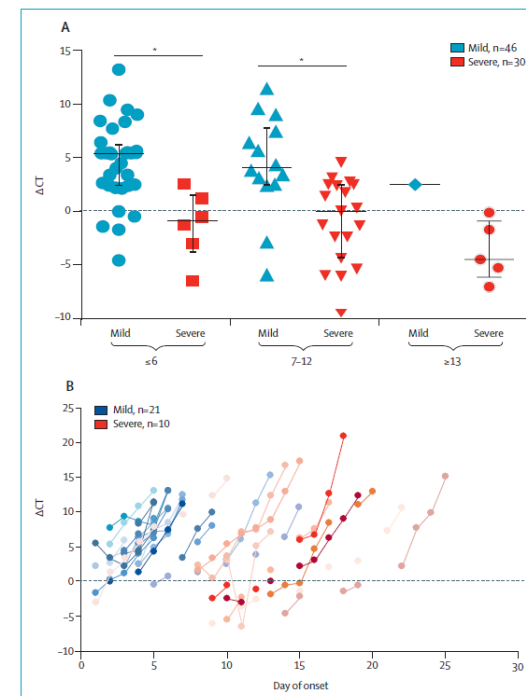 A
15
10
5
0
−5
−10
ΔCT
*
*
Mild, n=46
Severe, n=30
Mild Severe Mild Severe Mild Severe
≤6 7–12 ≥13
B
25
20
15
10
5
0
−5
−10
ΔCT
Mild, n=21
Severe, n=10
0 5 10 15 20 25 30
Day of onset